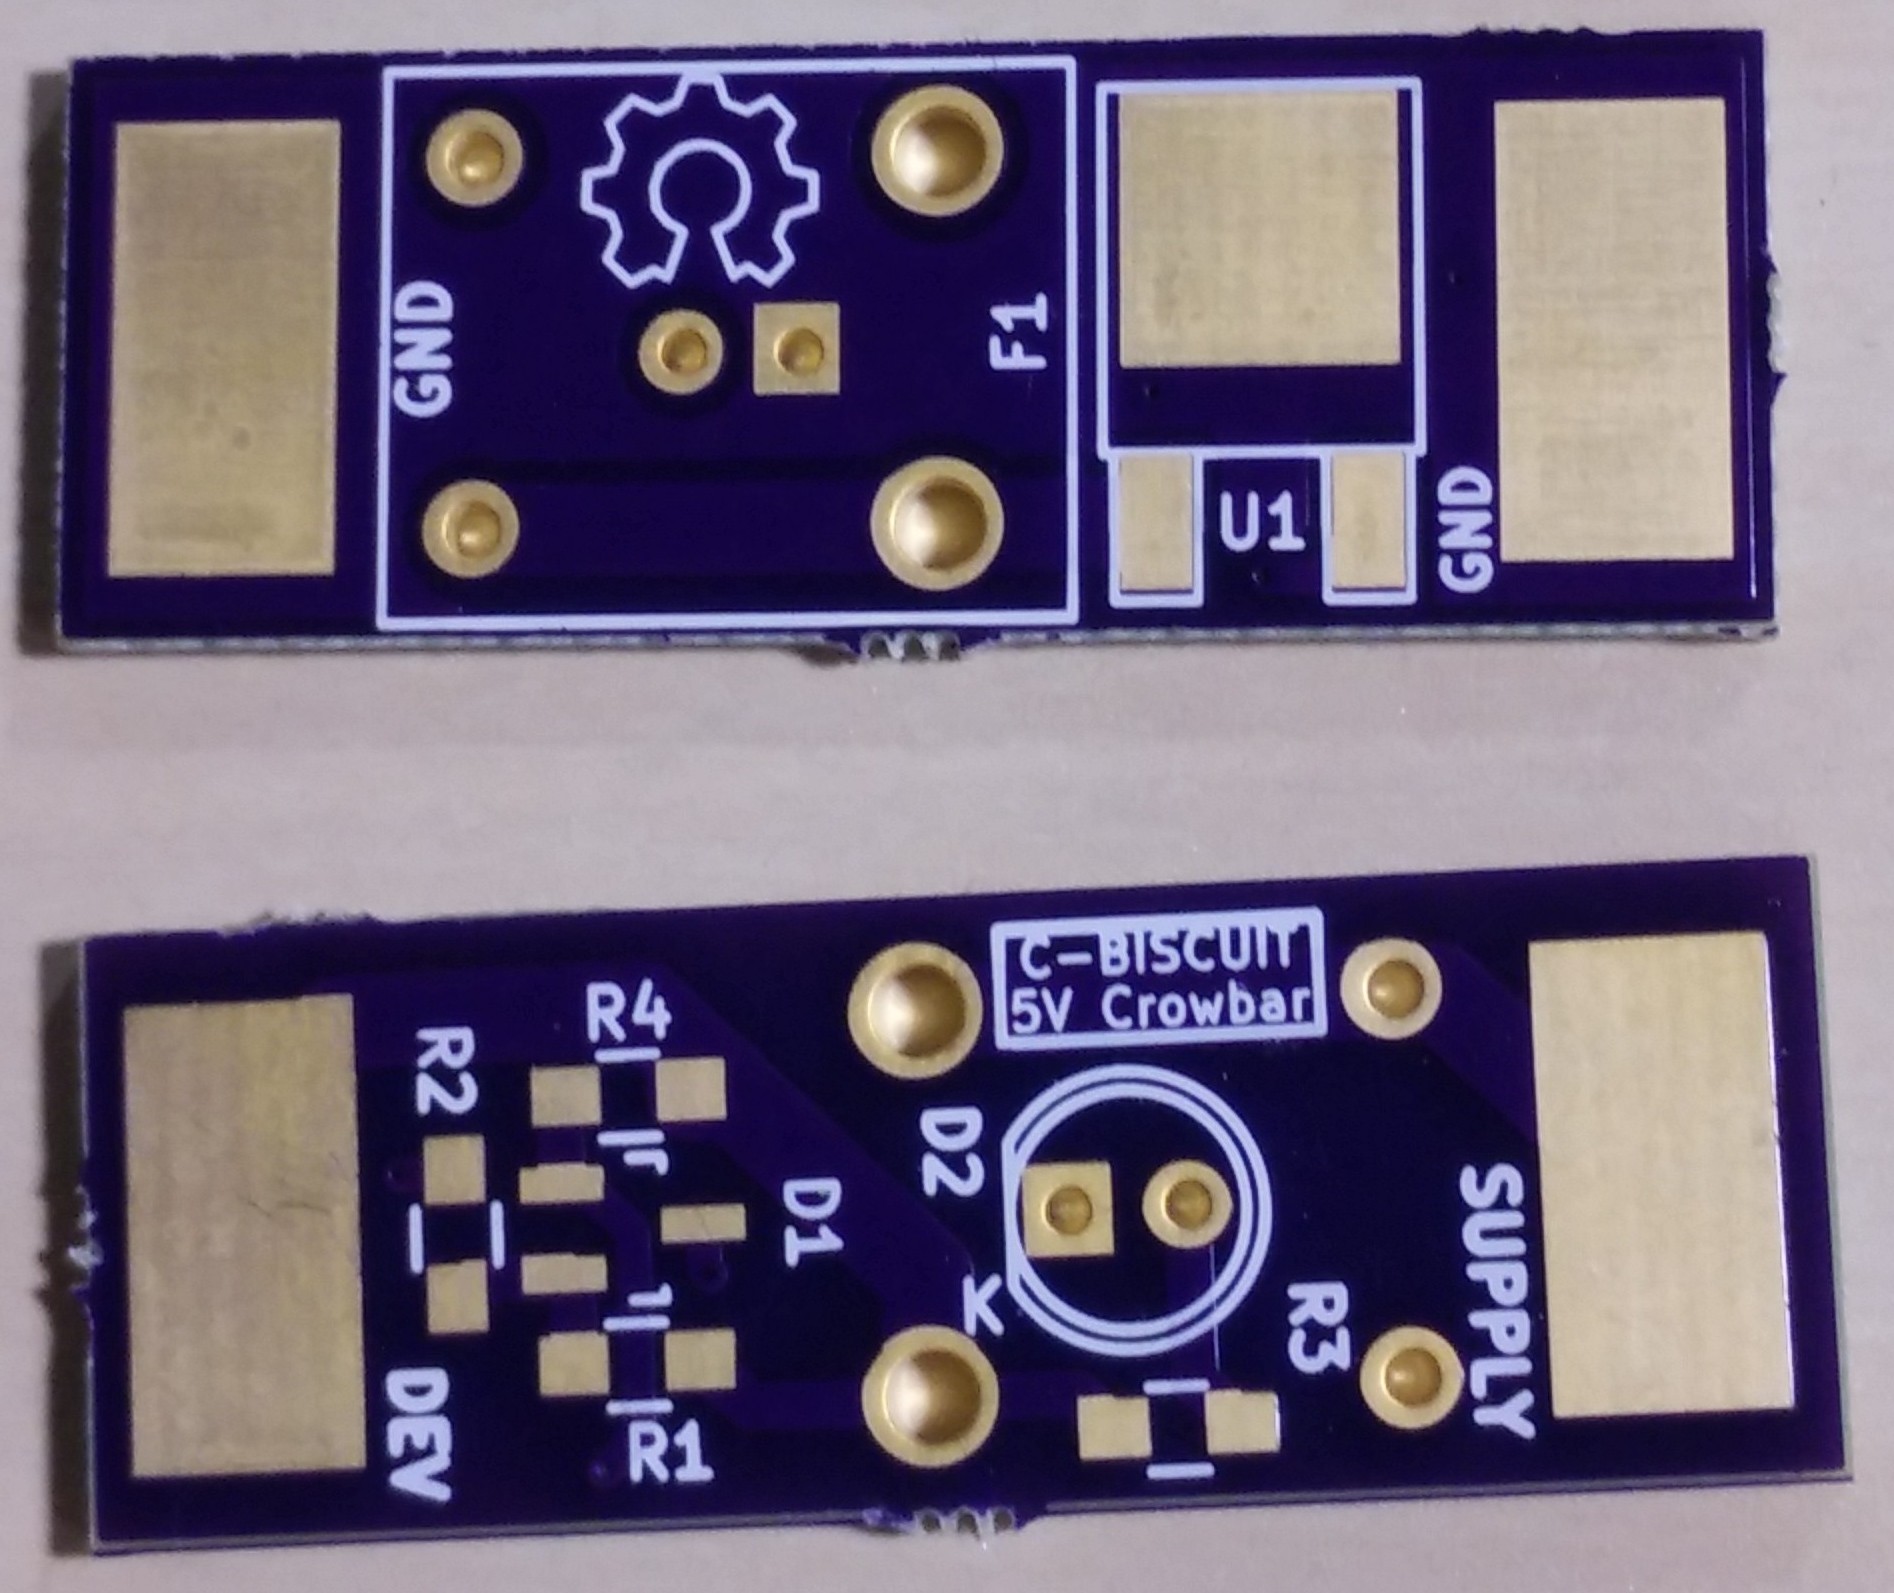 GND
F1
U1
GND
C-BISCUIT
5V Crowbar
R4
R2
D2
D1
K
R3
SUPPLY
DEV
R1